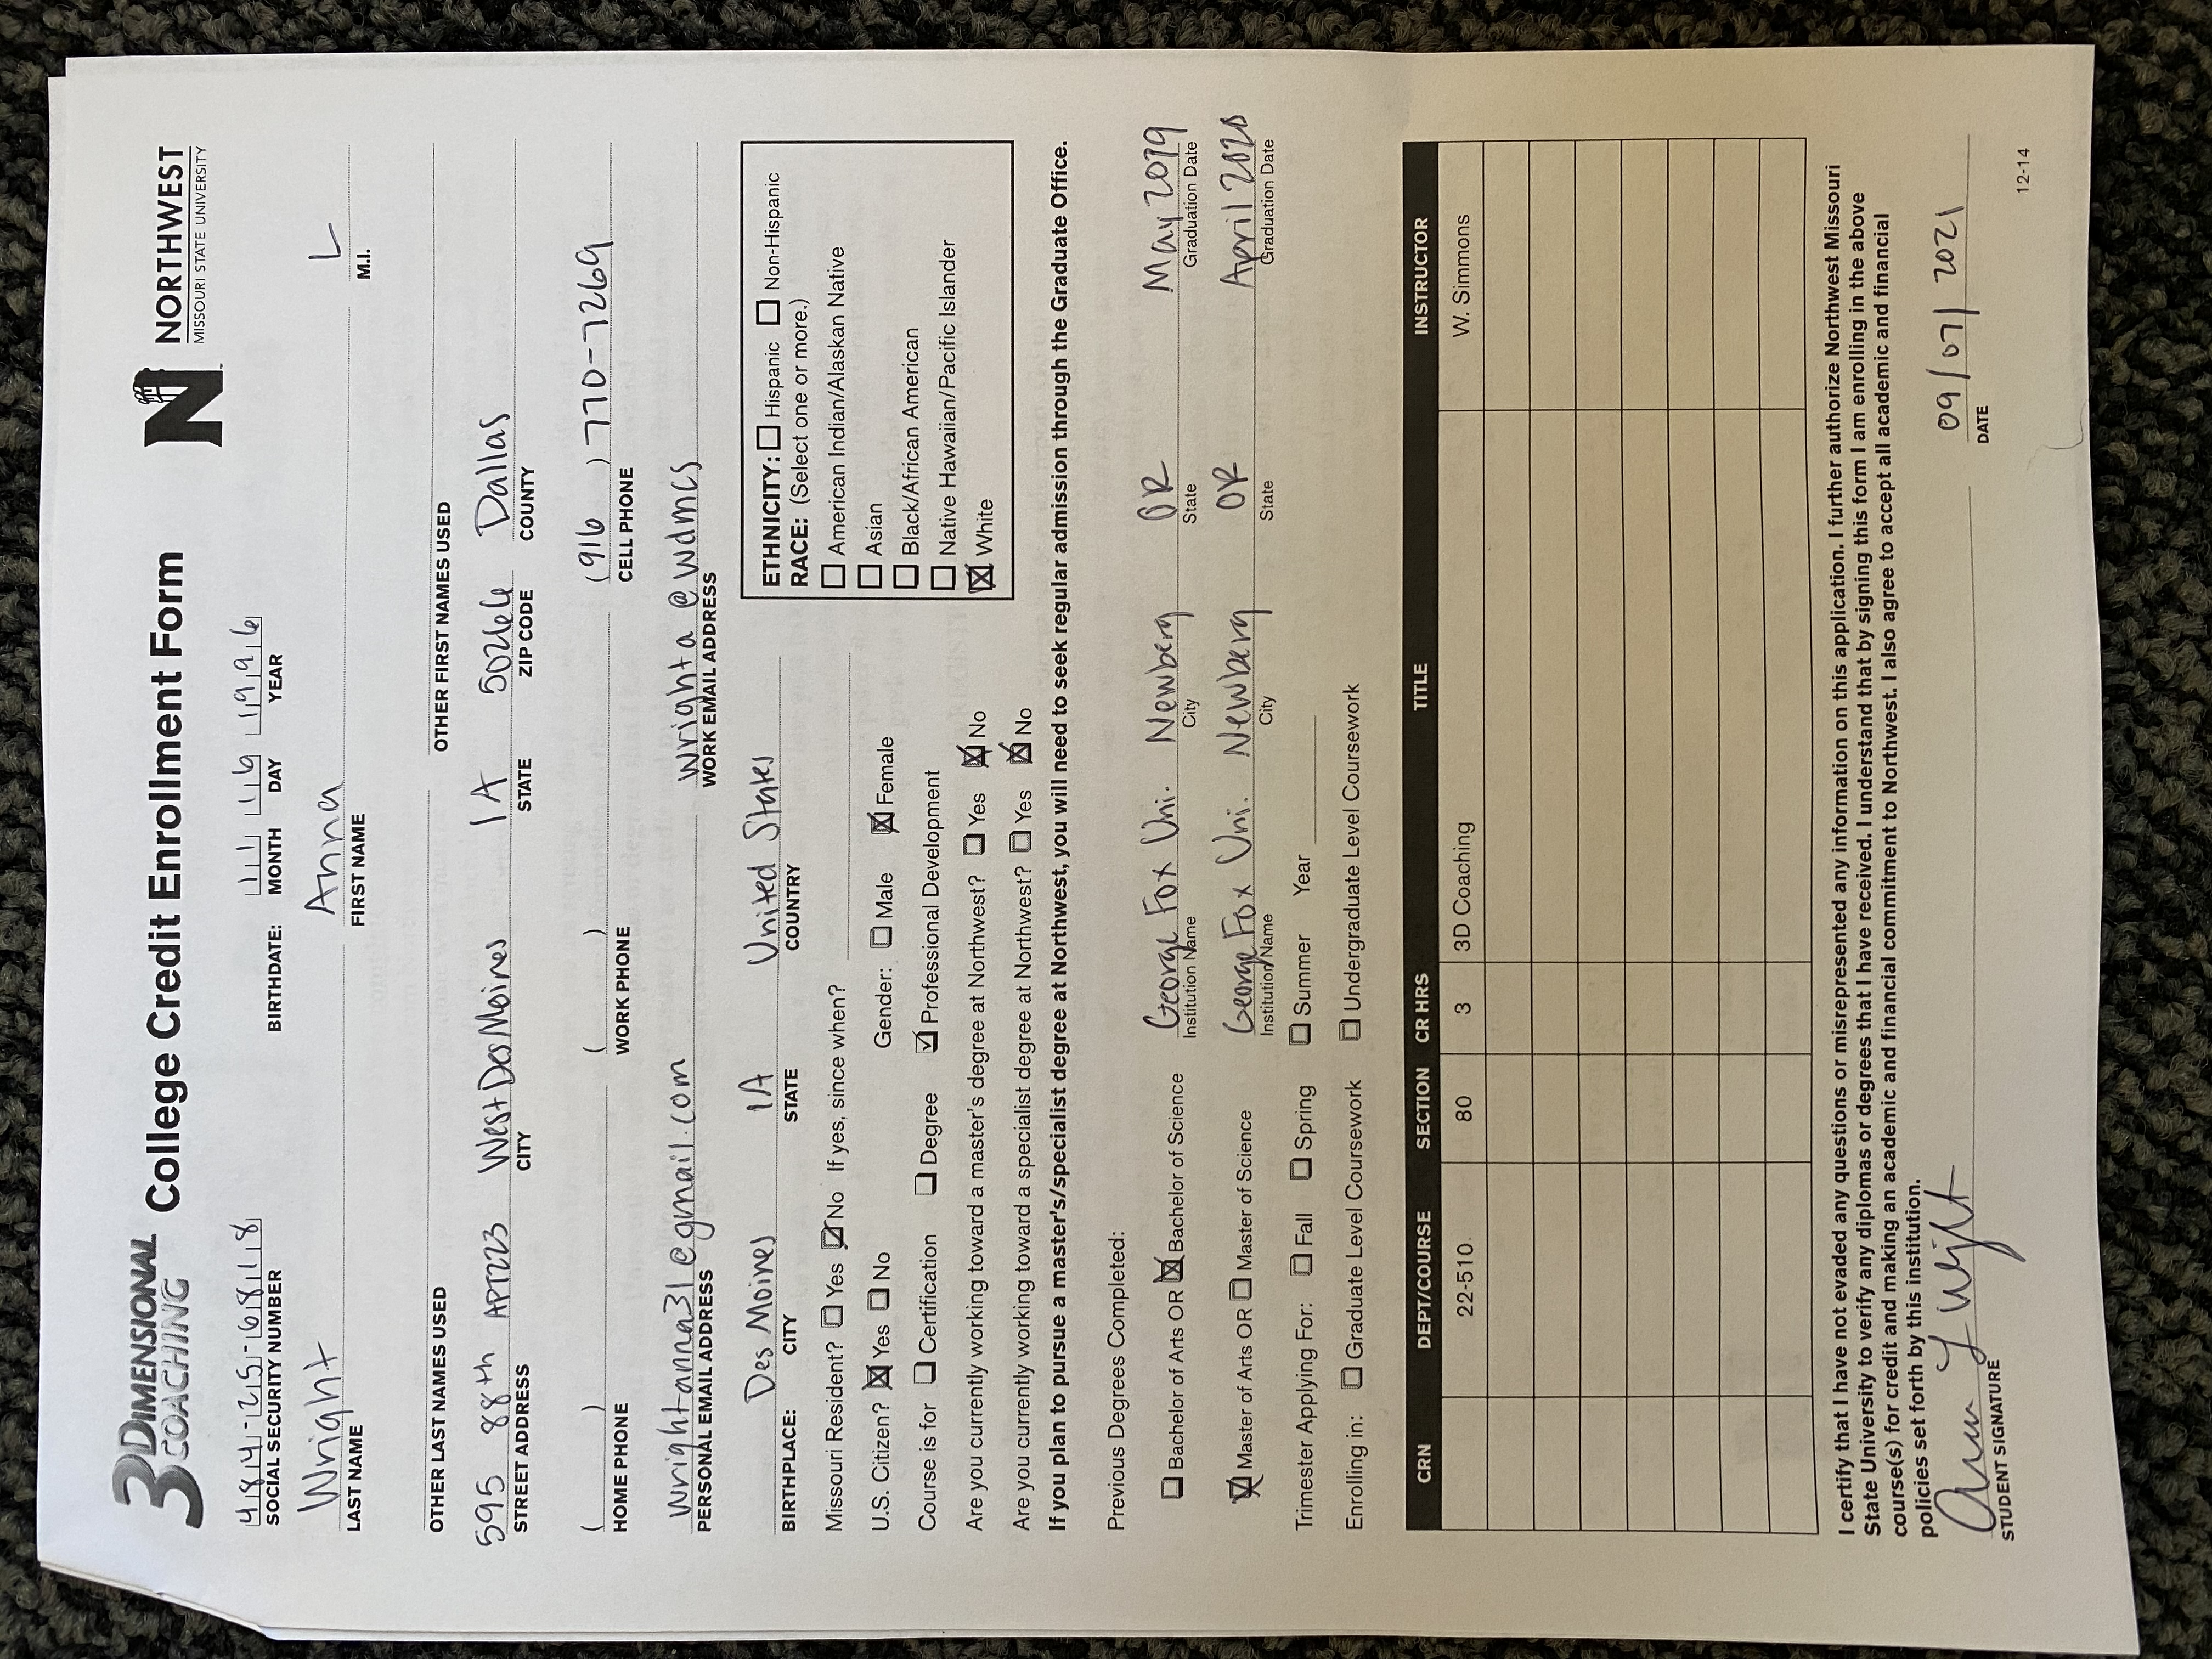 3 DIMENSIONAL COACHING College Credit Enrollment Form N NORTHWEST MISSOURI STATE UNIVERSITY
484-25-6818 11 16 1996
SOCIAL SECURITY NUMBER BIRTHDATE: MONTH DAY YEAR
Wright Anna L
LAST NAME FIRST NAME M.I.
OTHER LAST NAMES USED OTHER FIRST NAMES USED
595 88th APT223 West Des Moines IA 50266 Dallas
STREET ADDRESS CITY STATE ZIP CODE COUNTY
( ) ( ) (916 ) 770-7269
HOME PHONE WORK PHONE CELL PHONE
wrightanna31@gmail.com wrighta@wdmcs
PERSONAL EMAIL ADDRESS WORK EMAIL ADDRESS
Des Moines IA United States
BIRTHPLACE: CITY STATE COUNTRY
ETHNICITY: Hispanic Non-Hispanic
RACE: (Select one or more.)
American Indian/Alaskan Native
Asian
Black/African American
Native Hawaiian/Pacific Islander
White
Missouri Resident? Yes No If yes, since when?
U.S. Citizen? Yes No Gender: Male Female
Course is for Certification Degree Professional Development
Are you currently working toward a master's degree at Northwest? Yes No
Are you currently working toward a specialist degree at Northwest? Yes No
If you plan to pursue a master's/specialist degree at Northwest, you will need to seek regular admission through the Graduate Office.
Previous Degrees Completed:
Bachelor of Arts OR Bachelor of Science George Fox Uni. Newberg OR May 2019
Institution Name City State Graduation Date
Master of Arts OR Master of Science George Fox Uni. Newberg OR April 2020
Institution Name City State Graduation Date
Trimester Applying For: Fall Spring Summer Year
Enrolling in: Graduate Level Coursework Undergraduate Level Coursework
CRN DEPT/COURSE SECTION CR HRS TITLE INSTRUCTOR
22-510 80 3 3D Coaching W. Simmons
I certify that I have not evaded any questions or misrepresented any information on this application. I further authorize Northwest Missouri
State University to verify any diplomas or degrees that I have received. I understand that by signing this form I am enrolling in the above
course(s) for credit and making an academic and financial commitment to Northwest. I also agree to accept all academic and financial
policies set forth by this institution.
Anna L Wright 09/07/2021
STUDENT SIGNATURE DATE
12-14